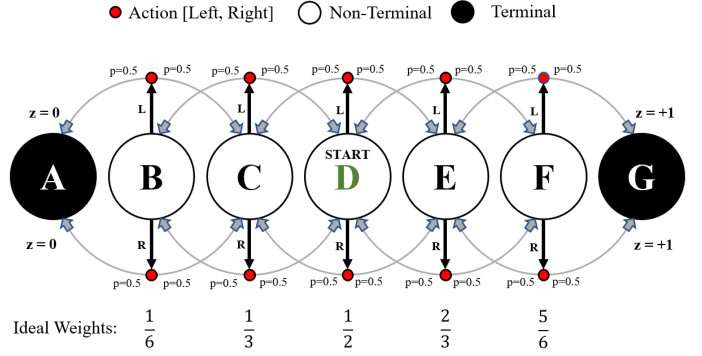 Action [Left, Right] Non-Terminal Terminal
p=0.5 p=0.5 p=0.5 p=0.5 p=0.5 p=0.5 p=0.5 p=0.5 p=0.5 p=0.5
z = 0 L L L L L z = +1
START
A B C D E F G
z = 0 R R R R R z = +1
p=0.5 p=0.5 p=0.5 p=0.5 p=0.5 p=0.5 p=0.5 p=0.5 p=0.5 p=0.5
Ideal Weights: 1/6 1/3 1/2 2/3 5/6